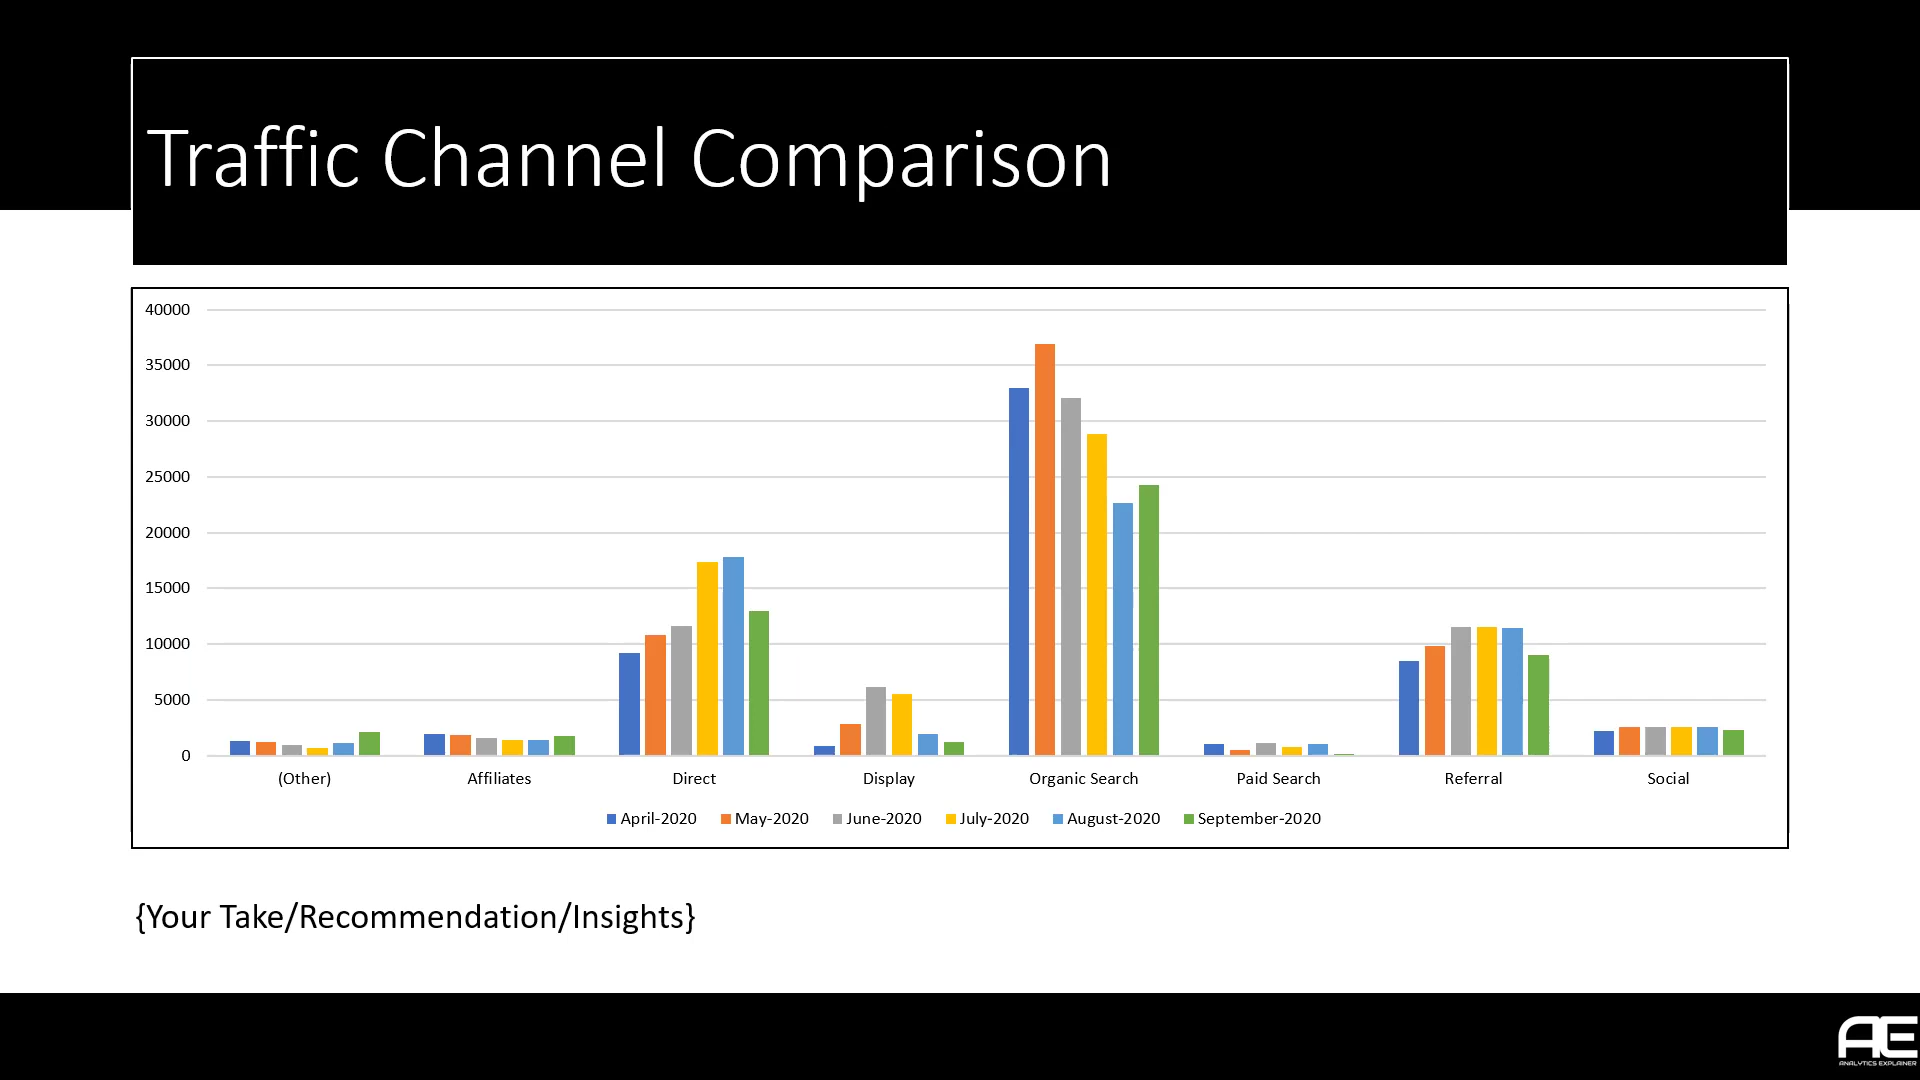 Traffic Channel Comparison
40000
35000
30000
25000
20000
15000
10000
5000
0
(Other) Affiliates Direct Display Organic Search Paid Search Referral Social
April-2020 May-2020 June-2020 July-2020 August-2020 September-2020
{Your Take/Recommendation/Insights}
AE
ANALYTICS EXPLAINER